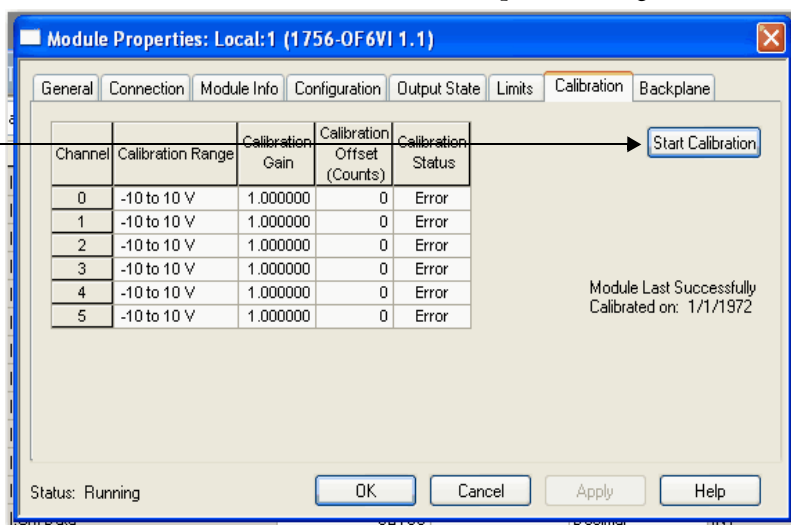 Module Properties: Local:1 (1756-OF6VI 1.1)
General Connection Module Info Configuration Output State Limits Calibration Backplane
Channel Calibration Range Calibration Gain Calibration Offset (Counts) Calibration Status
Start Calibration
0 -10 to 10 V 1.000000 0 Error
1 -10 to 10 V 1.000000 0 Error
2 -10 to 10 V 1.000000 0 Error
3 -10 to 10 V 1.000000 0 Error
4 -10 to 10 V 1.000000 0 Error
5 -10 to 10 V 1.000000 0 Error
Module Last Successfully
Calibrated on: 1/1/1972
Status: Running
OK Cancel Apply Help